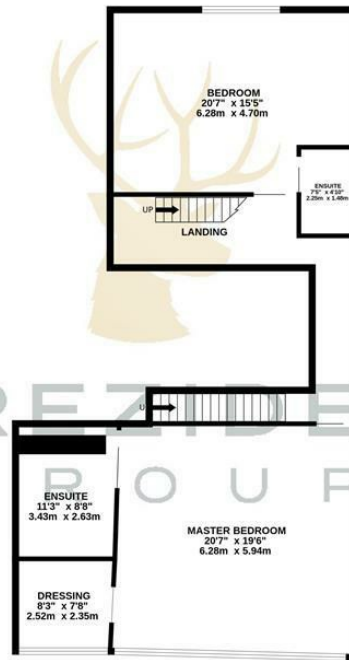 BEDROOM
20'7" x 15'5"
6.28m x 4.70m
ENSUITE
7'5" x 4'10"
2.25m x 1.48m
UP
LANDING
U
REZIDE
GROUP
ENSUITE
11'3" x 8'8"
3.43m x 2.63m
MASTER BEDROOM
20'7" x 19'6"
6.28m x 5.94m
DRESSING
8'3" x 7'8"
2.52m x 2.35m